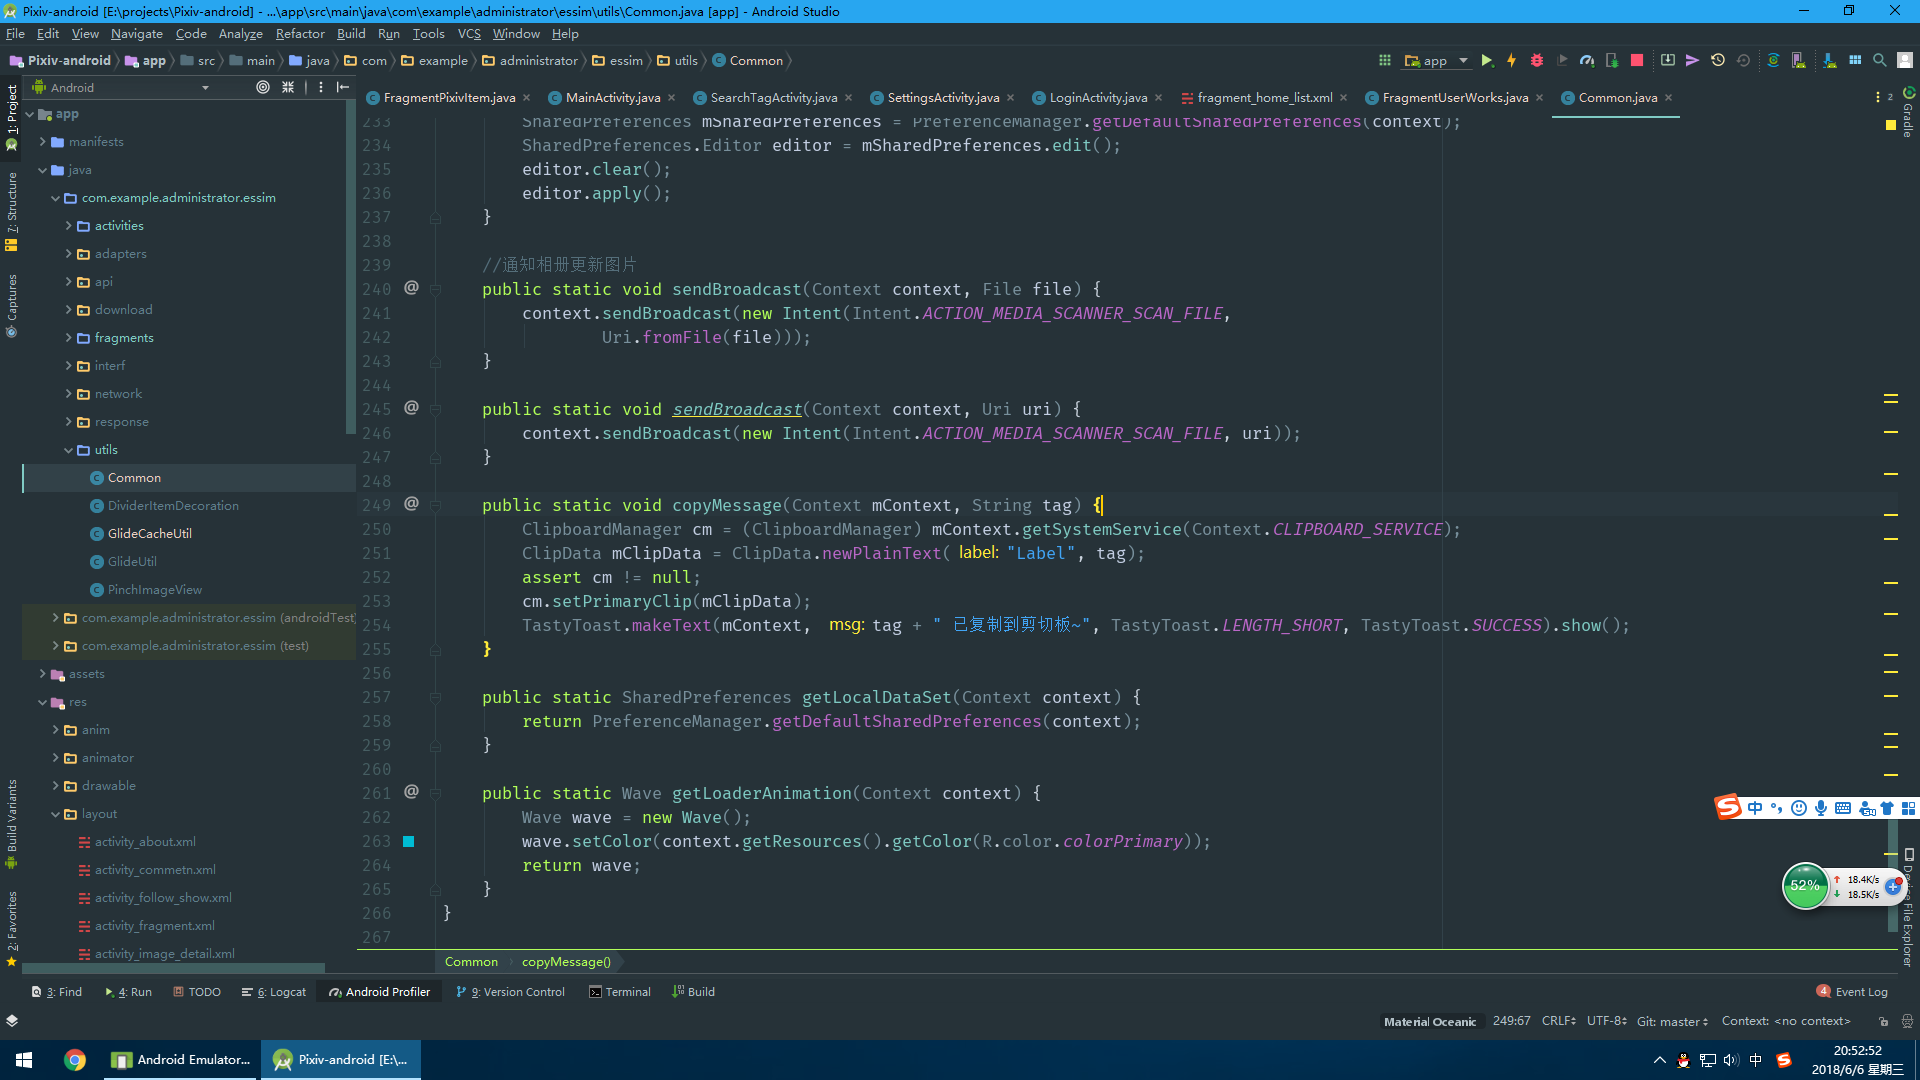 Pixiv-android [E:\projects\Pixiv-android] - ...\app\src\main\java\com\example\administrator\essim\utils\Common.java [app] - Android Studio
File Edit View Navigate Code Analyze Refactor Build Run Tools VCS Window Help
Pixiv-android app src main java com example administrator essim utils Common app
Android
FragmentPixivItem.java MainActivity.java SearchTagActivity.java SettingsActivity.java LoginActivity.java fragment_home_list.xml FragmentUserWorks.java Common.java 2
1: Project
7: Structure
Captures
Build Variants
2: Favorites
Gradle
Device File Explorer
app
manifests
java
com.example.administrator.essim
activities
adapters
api
download
fragments
interf
network
response
utils
Common
DividerItemDecoration
GlideCacheUtil
GlideUtil
PinchImageView
com.example.administrator.essim (androidTest)
com.example.administrator.essim (test)
assets
res
anim
animator
drawable
layout
activity_about.xml
activity_commetn.xml
activity_follow_show.xml
activity_fragment.xml
activity_image_detail.xml
233 SharedPreferences mSharedPreferences = PreferenceManager.getDefaultSharedPreferences(context);
234 SharedPreferences.Editor editor = mSharedPreferences.edit();
235 editor.clear();
236 editor.apply();
237 }
238
239 //通知相册更新图片
240 @ public static void sendBroadcast(Context context, File file) {
241 context.sendBroadcast(new Intent(Intent.ACTION_MEDIA_SCANNER_SCAN_FILE,
242 Uri.fromFile(file)));
243 }
244
245 @ public static void sendBroadcast(Context context, Uri uri) {
246 context.sendBroadcast(new Intent(Intent.ACTION_MEDIA_SCANNER_SCAN_FILE, uri));
247 }
248
249 @ public static void copyMessage(Context mContext, String tag) {
250 ClipboardManager cm = (ClipboardManager) mContext.getSystemService(Context.CLIPBOARD_SERVICE);
251 ClipData mClipData = ClipData.newPlainText( label: "Label", tag);
252 assert cm != null;
253 cm.setPrimaryClip(mClipData);
254 TastyToast.makeText(mContext, msg: tag + " 已复制到剪切板~", TastyToast.LENGTH_SHORT, TastyToast.SUCCESS).show();
255 }
256
257 public static SharedPreferences getLocalDataSet(Context context) {
258 return PreferenceManager.getDefaultSharedPreferences(context);
259 }
260
261 @ public static Wave getLoaderAnimation(Context context) {
262 Wave wave = new Wave();
263 wave.setColor(context.getResources().getColor(R.color.colorPrimary));
264 return wave;
265 }
266 }
267
Common copyMessage()
中
52% 18.4K/s
18.5K/s
3: Find 4: Run TODO 6: Logcat Android Profiler 9: Version Control Terminal Build 4 Event Log
Material Oceanic 249:67 CRLF UTF-8 Git: master Context: <no context>
Android Emulator... Pixiv-android [E:\... 中 20:52:52
2018/6/6 星期三